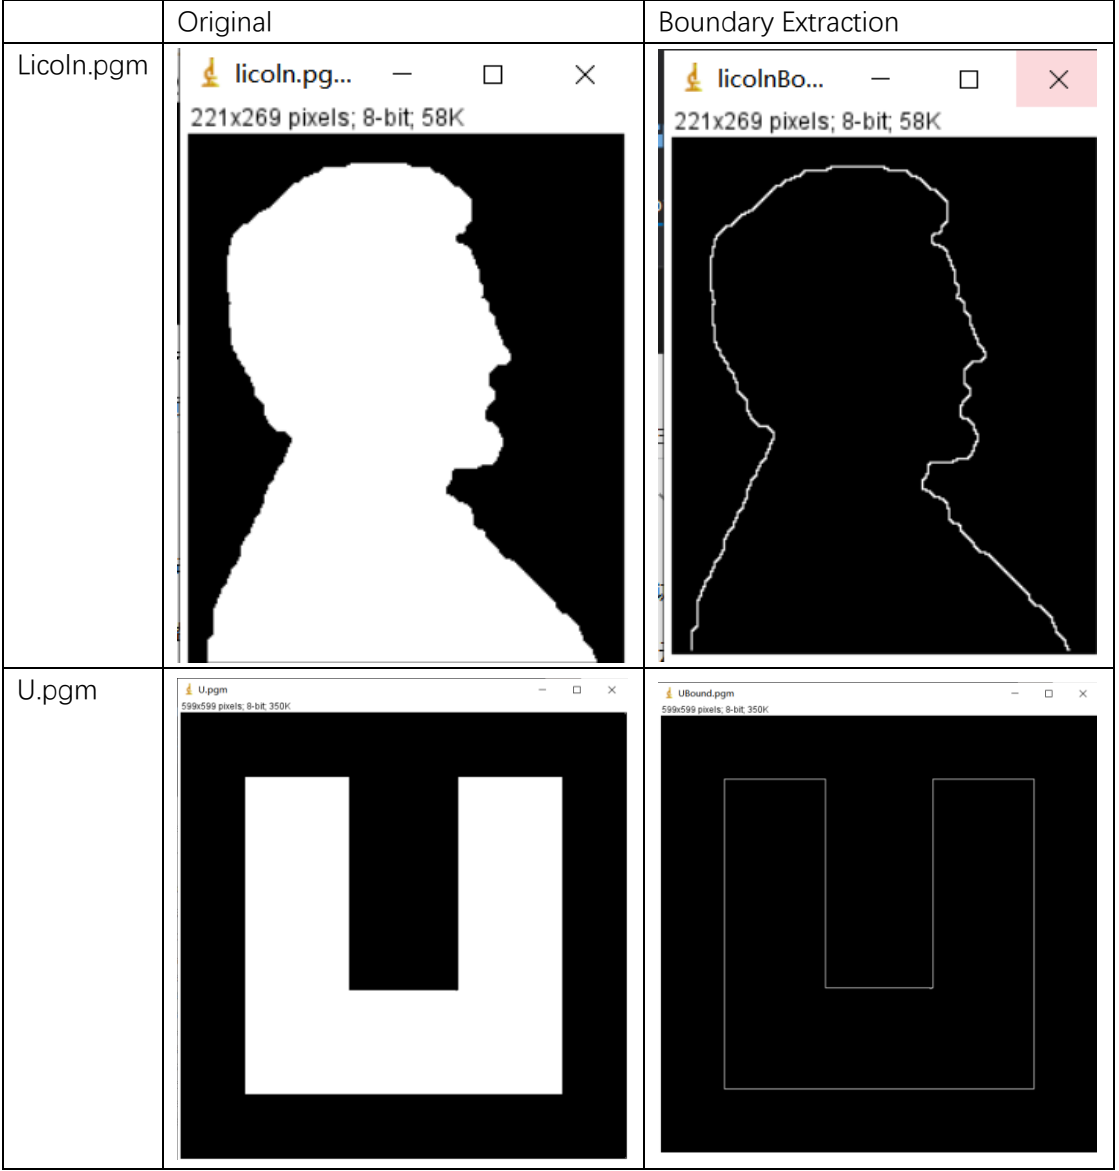 Original
Boundary Extraction
Licoln.pgm
licoln.pg...
221x269 pixels; 8-bit; 58K
licolnBo...
221x269 pixels; 8-bit; 58K
U.pgm
U.pgm
599x599 pixels; 8-bit; 350K
UBound.pgm
599x599 pixels; 8-bit; 350K